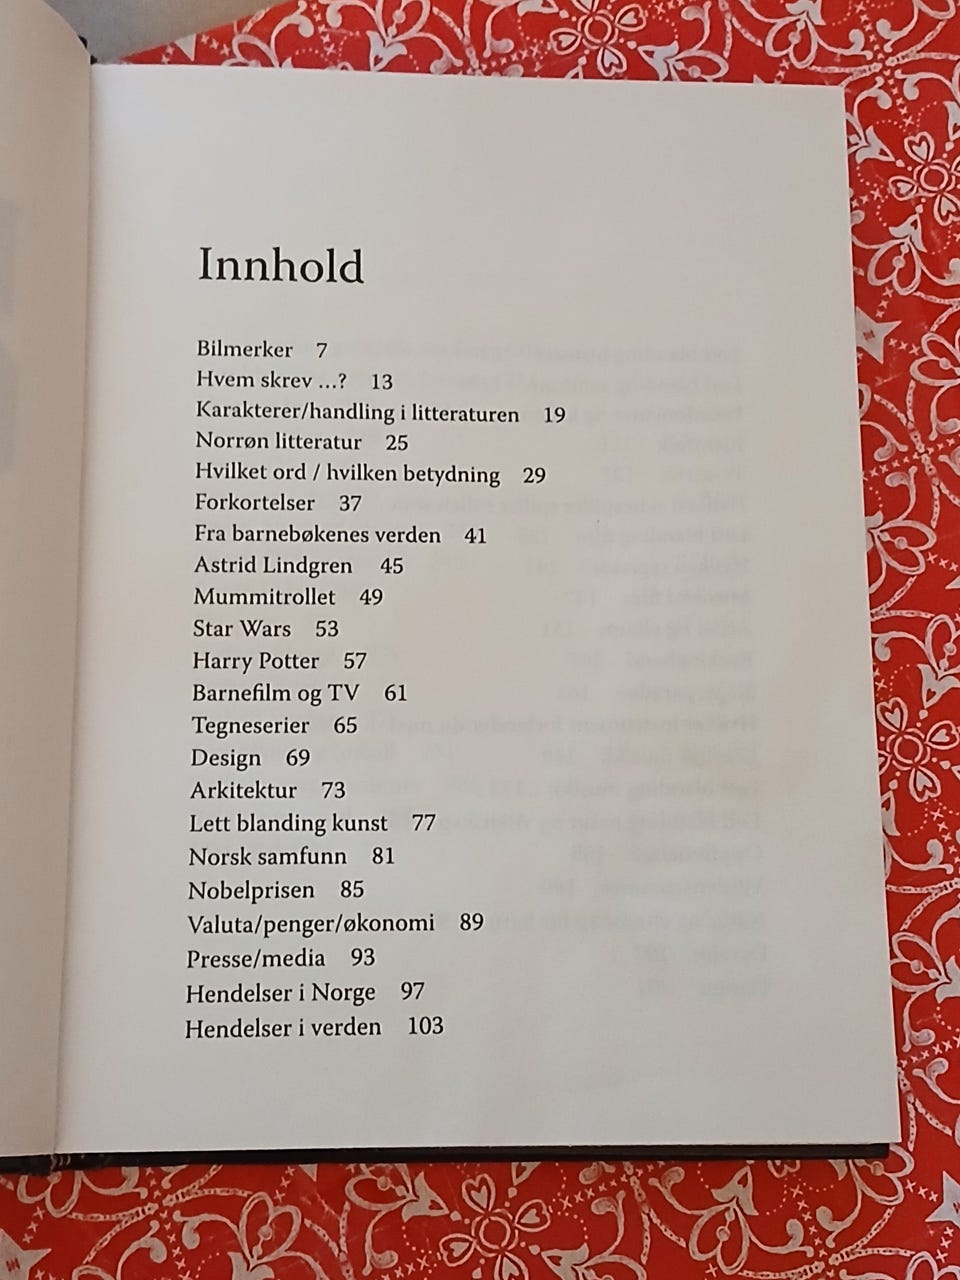 Innhold
Bilmerker 7
Hvem skrev ...? 13
Karakterer/handling i litteraturen 19
Norrøn litteratur 25
Hvilket ord / hvilken betydning 29
Forkortelser 37
Fra barnebøkenes verden 41
Astrid Lindgren 45
Mummitrollet 49
Star Wars 53
Harry Potter 57
Barnefilm og TV 61
Tegneserier 65
Design 69
Arkitektur 73
Lett blanding kunst 77
Norsk samfunn 81
Nobelprisen 85
Valuta/penger/økonomi 89
Presse/media 93
Hendelser i Norge 97
Hendelser i verden 103